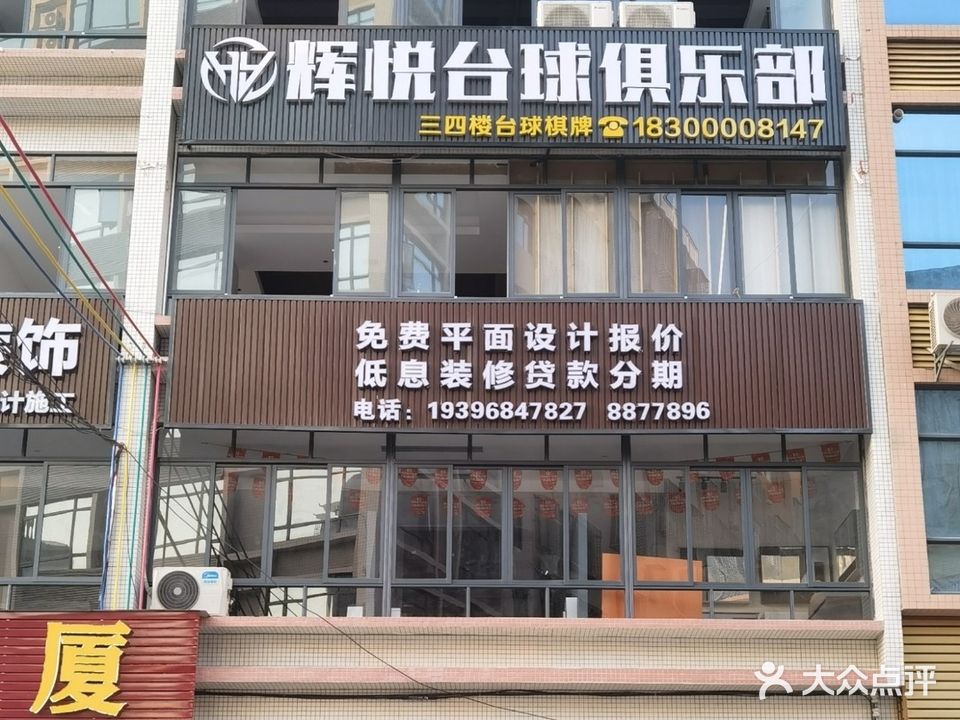 辉悦台球俱乐部
三四楼台球棋牌☎18300008147
免费平面设计报价
低息装修贷款分期
电话：19396847827 8877896
饰
计施工
厦
大众点评